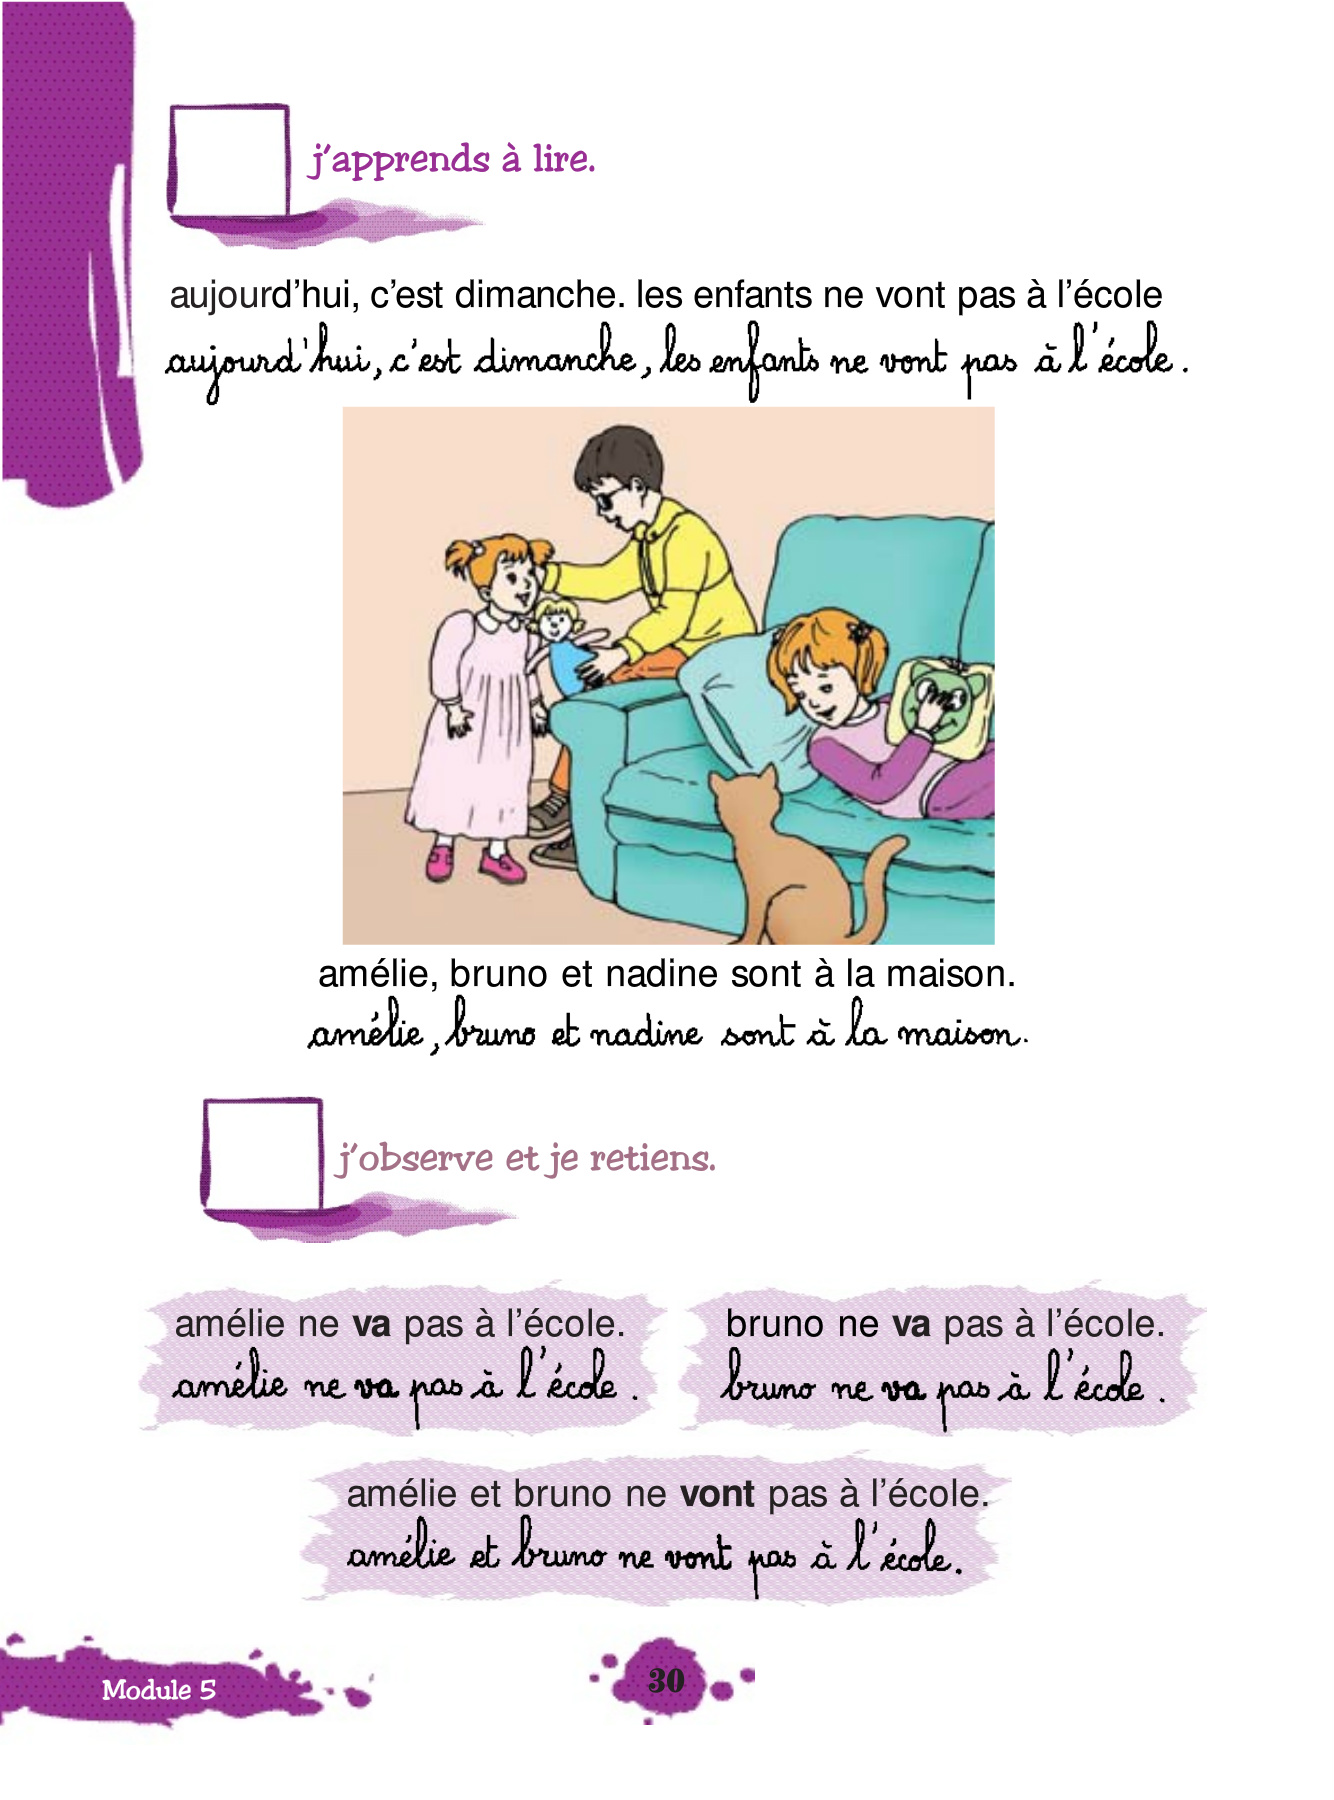 j'apprends à lire.
aujourd'hui, c'est dimanche. les enfants ne vont pas à l'école
aujourd'hui, c'est dimanche, les enfants ne vont pas à l'école.
amélie, bruno et nadine sont à la maison.
amélie, bruno et nadine sont à la maison.
j'observe et je retiens.
amélie ne va pas à l'école.
amélie ne va pas à l'école.
bruno ne va pas à l'école.
bruno ne va pas à l'école.
amélie et bruno ne vont pas à l'école.
amélie et bruno ne vont pas à l'école.
Module 5
30